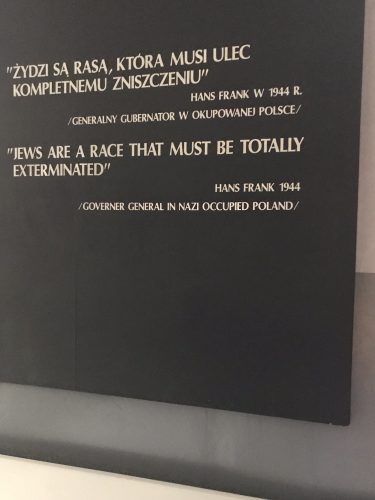 "ŻYDZI SĄ RASĄ, KTÓRA MUSI ULEC
KOMPLETNEMU ZNISZCZENIU"
HANS FRANK W 1944 R.
/GENERALNY GUBERNATOR W OKUPOWANEJ POLSCE/
"JEWS ARE A RACE THAT MUST BE TOTALLY
EXTERMINATED"
HANS FRANK 1944
/GOVERNER GENERAL IN NAZI OCCUPIED POLAND/